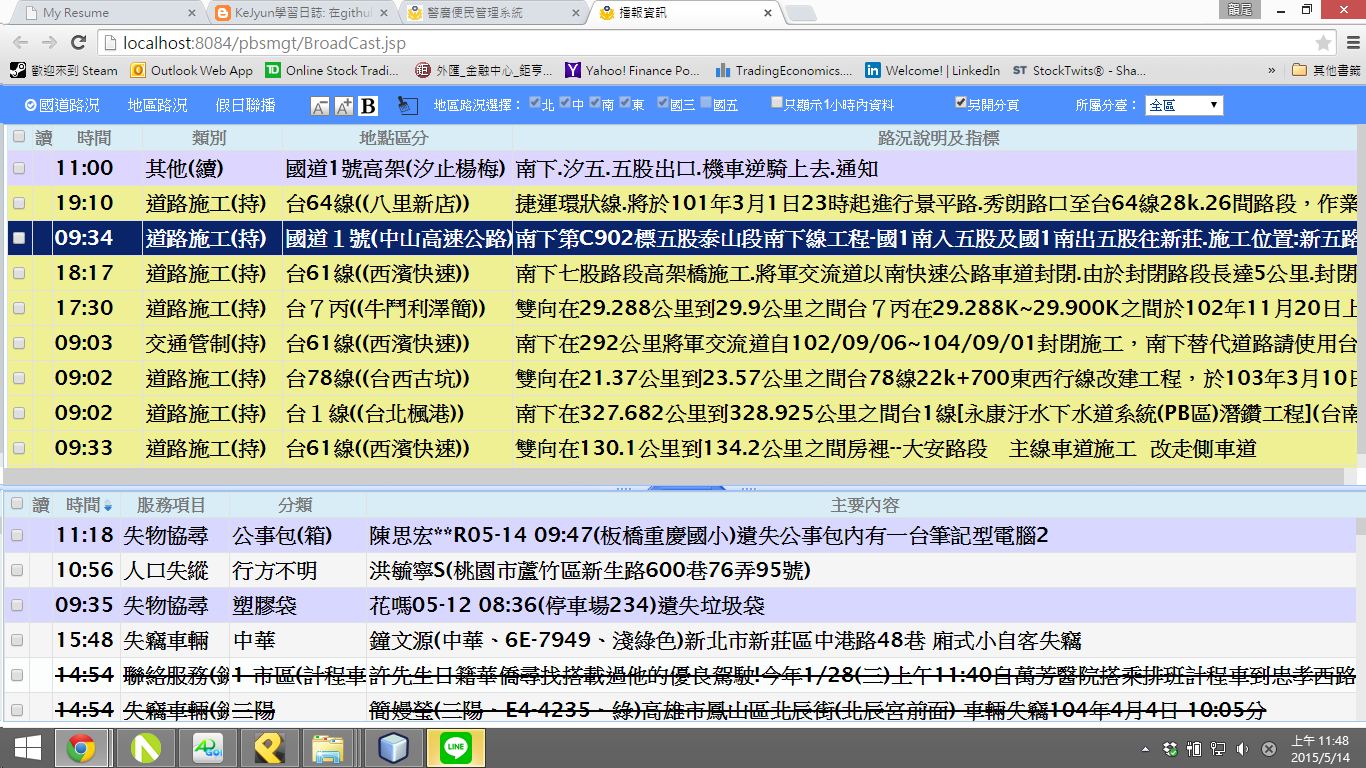 My Resume
KeJyun學習日誌: 在githul
警廣便民管理系統
播報資訊
localhost:8084/pbsmgt/BroadCast.jsp
歡迎來到 Steam
Outlook Web App
Online Stock Tradi...
外匯_金融中心_鉅亨...
Yahoo! Finance Po...
TradingEconomics....
Welcome! | LinkedIn
StockTwits® - Sha...
»
其他書籤
國道路況 地區路況 假日聯播 A- A+ B 地區路況選擇： 北 中 南 東 國三 國五 只顯示1小時內資料 另開分頁 所屬分臺： 全區
讀 時間 類別 地點區分 路況說明及指標
11:00 其他(續) 國道1號高架(汐止楊梅) 南下.汐五.五股出口.機車逆騎上去.通知
19:10 道路施工(持) 台64線((八里新店)) 捷運環狀線.將於101年3月1日23時起進行景平路.秀朗路口至台64線28k.26間路段，作業
09:34 道路施工(持) 國道１號(中山高速公路) 南下第C902標五股泰山段南下線工程-國1南入五股及國1南出五股往新莊.施工位置:新五路
18:17 道路施工(持) 台61線((西濱快速)) 南下七股路段高架橋施工.將軍交流道以南快速公路車道封閉.由於封閉路段長達5公里.封閉
17:30 道路施工(持) 台７丙((牛鬥利澤簡)) 雙向在29.288公里到29.9公里之間台７丙在29.288K~29.900K之間於102年11月20日上
09:03 交通管制(持) 台61線((西濱快速)) 南下在292公里將軍交流道自102/09/06~104/09/01封閉施工，南下替代道路請使用台
09:02 道路施工(持) 台78線((台西古坑)) 雙向在21.37公里到23.57公里之間台78線22k+700東西行線改建工程，於103年3月10日
09:02 道路施工(持) 台１線((台北楓港)) 南下在327.682公里到328.925公里之間台1線[永康汙水下水道系統(PB區)潛鑽工程](台南
09:33 道路施工(持) 台61線((西濱快速)) 雙向在130.1公里到134.2公里之間房裡--大安路段　主線車道施工 改走側車道
讀 時間 服務項目 分類 主要內容
11:18 失物協尋 公事包(箱) 陳思宏**R05-14 09:47(板橋重慶國小)遺失公事包內有一台筆記型電腦2
10:56 人口失縱 行方不明 洪毓寧S(桃園市蘆竹區新生路600巷76弄95號)
09:35 失物協尋 塑膠袋 花嗎05-12 08:36(停車場234)遺失垃圾袋
15:48 失竊車輛 中華 鐘文源(中華、6E-7949、淺綠色)新北市新莊區中港路48巷 廂式小自客失竊
14:54 聯絡服務(銷 1-市區(計程車 許先生日籍華僑尋找搭載過他的優良駕駛!今年1/28(三)上午11:40自萬芳醫院搭乘排班計程車到忠孝西路
14:54 失竊車輛(銷 三陽 簡嫚瑩(三陽、E4-4235、綠)高雄市鳳山區北辰街(北辰宮前面) 車輛失竊104年4月4日 10:05分
LINE
上午 11:48
2015/5/14